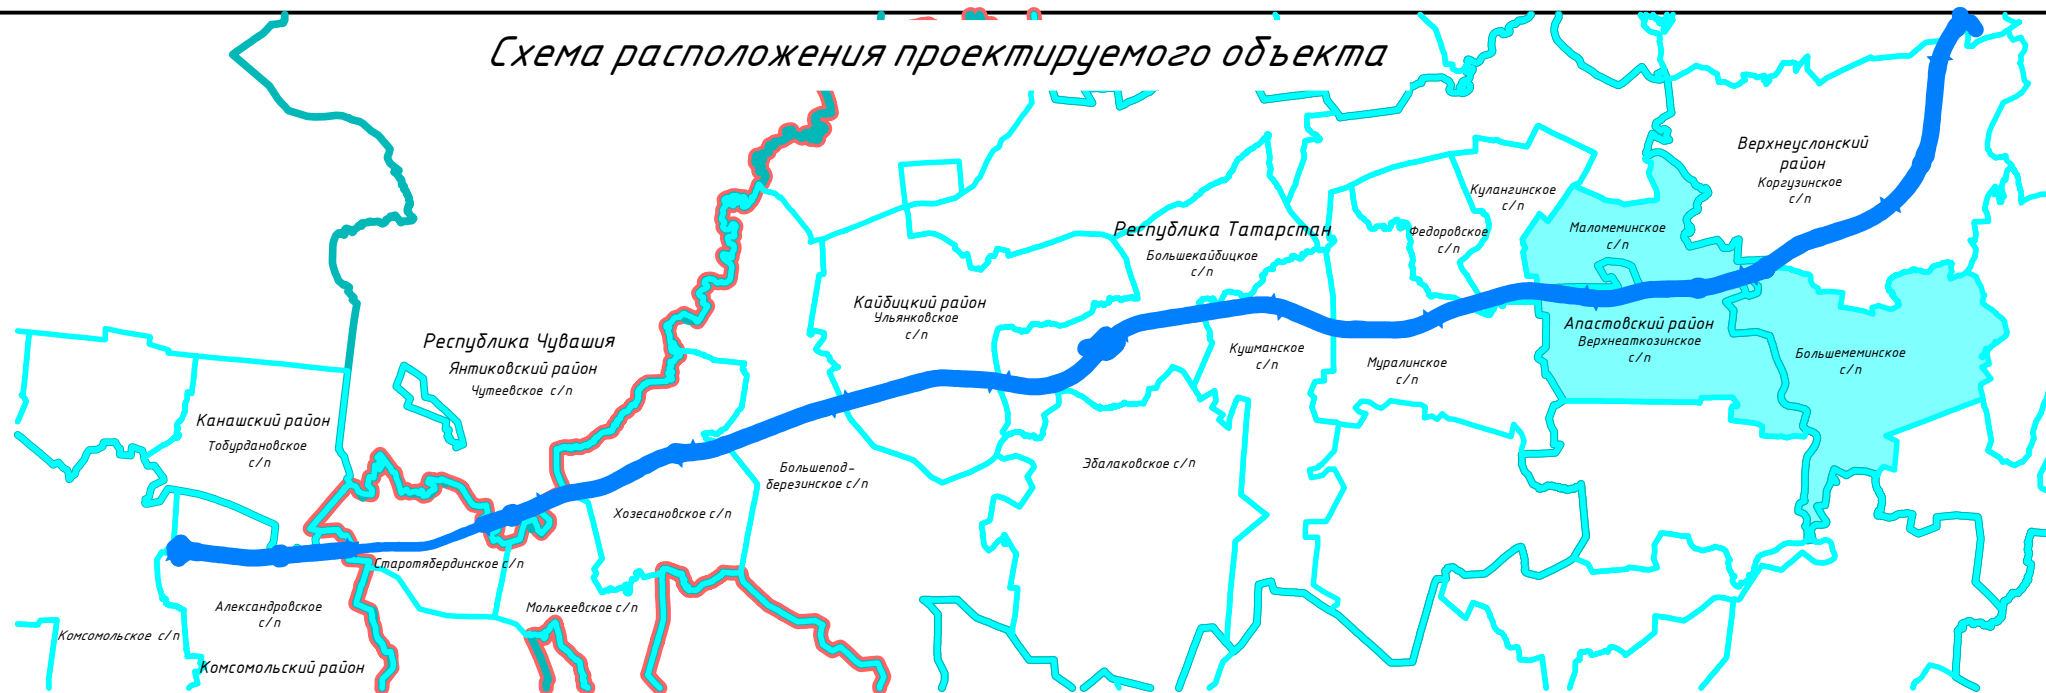 Схема расположения проектируемого объекта
Верхнеуслонский
район
Коргузинское
с/п
Кулангинское
с/п
Маломеминское
с/п
Федоровское
с/п
Республика Татарстан
Большекайбицкое
с/п
Кайбицкий район
Ульянковское
с/п
Апастовский район
Верхнеаткозинское
с/п
Большемеминское
с/п
Кушманское
с/п
Муралинское
с/п
Республика Чувашия
Янтиковский район
Чутеевское с/п
Канашский район
Тобурдановское
с/п
Большепод-
березинское с/п
Эбалаковское с/п
Хозесановское с/п
Старотябердинское с/п
Молькеевское с/п
Александровское
с/п
Комсомольское с/п
Комсомольский район